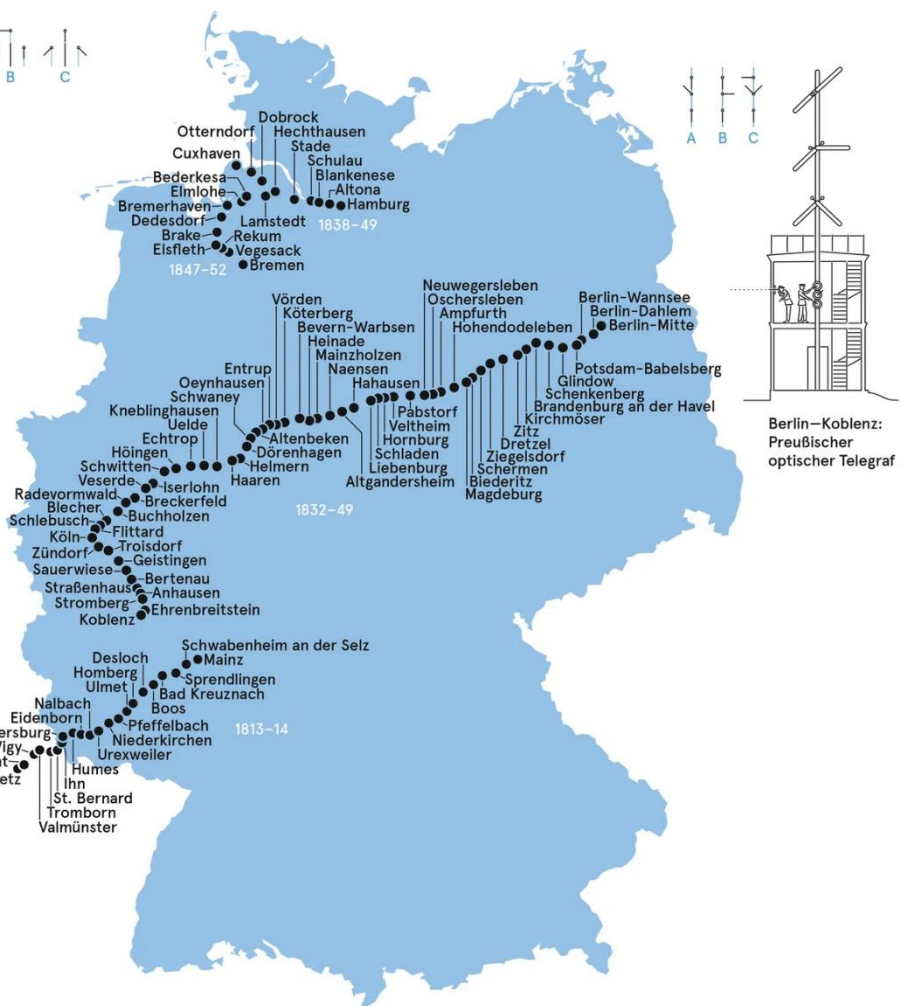 B C
A B C
Dobrock
Otterndorf
Hechthausen
Cuxhaven
Stade
Schulau
Bederkesa
Blankenese
Elmlohe
Altona
Bremerhaven
Hamburg
Dedesdorf
Lamstedt
1838–49
Brake
Rekum
Elsfleth
Vegesack
1847–52
Bremen
Neuwegersleben
Vörden
Oschersleben
Berlin-Wannsee
Köterberg
Ampfurth
Berlin-Dahlem
Bevern-Warbsen
Hohendodeleben
Berlin-Mitte
Heinade
Mainzholzen
Entrup
Naensen
Potsdam-Babelsberg
Oeynhausen
Hahausen
Glindow
Schwaney
Schenkenberg
Kneblinghausen
Pabstorf
Brandenburg an der Havel
Uelde
Veltheim
Kirchmöser
Echtrop
Altenbeken
Hornburg
Zitz
Höingen
Dörenhagen
Schladen
Dretzel
Schwitten
Helmern
Liebenburg
Ziegelsdorf
Veserde
Haaren
Altgandersheim
Schermen
Iserlohn
Biederitz
Radevormwald
Magdeburg
Breckerfeld
Blecher
Buchholzen
1832–49
Schlebusch
Flittard
Köln
Troisdorf
Zündorf
Geistingen
Sauerwiese
Bertenau
Straßenhaus
Anhausen
Stromberg
Ehrenbreitstein
Koblenz
Berlin–Koblenz:
Preußischer
optischer Telegraf
Schwabenheim an der Selz
Desloch
Mainz
Homberg
Sprendlingen
Ulmet
Bad Kreuznach
Boos
Nalbach
Pfeffelbach
1813–14
Eidenborn
Niederkirchen
ersburg
Urexweiler
Vigy
Humes
Ihn
etz
St. Bernard
Tromborn
Valmünster